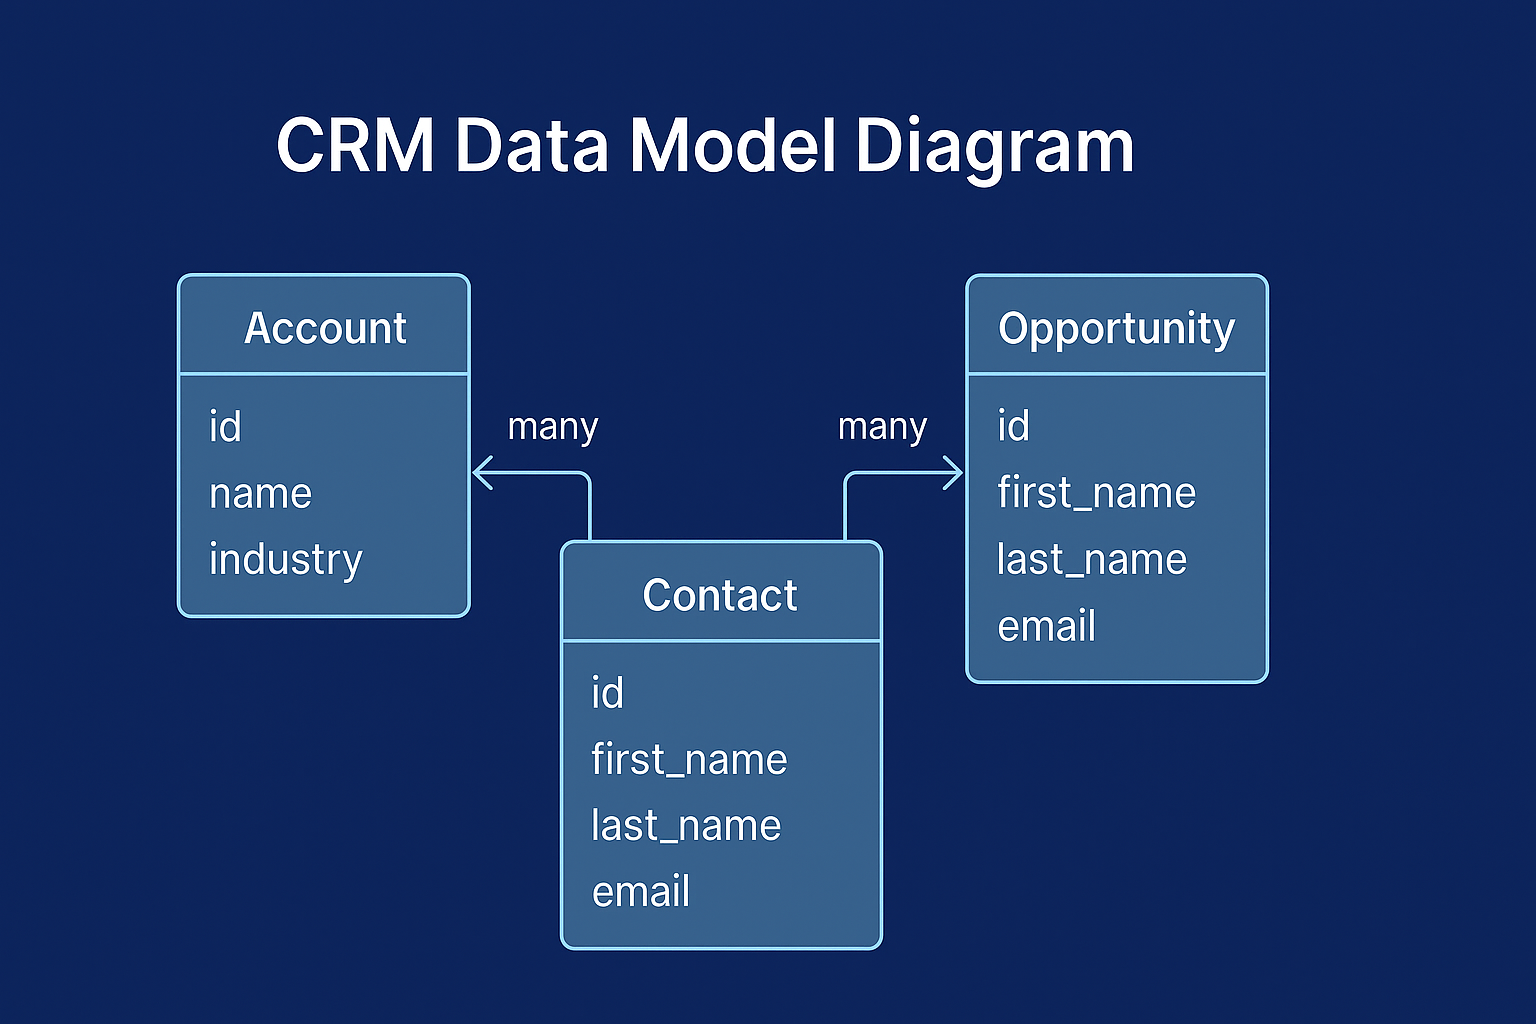 CRM Data Model Diagram
Account
id
name
industry
many
many
Opportunity
id
first_name
last_name
email
Contact
id
first_name
last_name
email